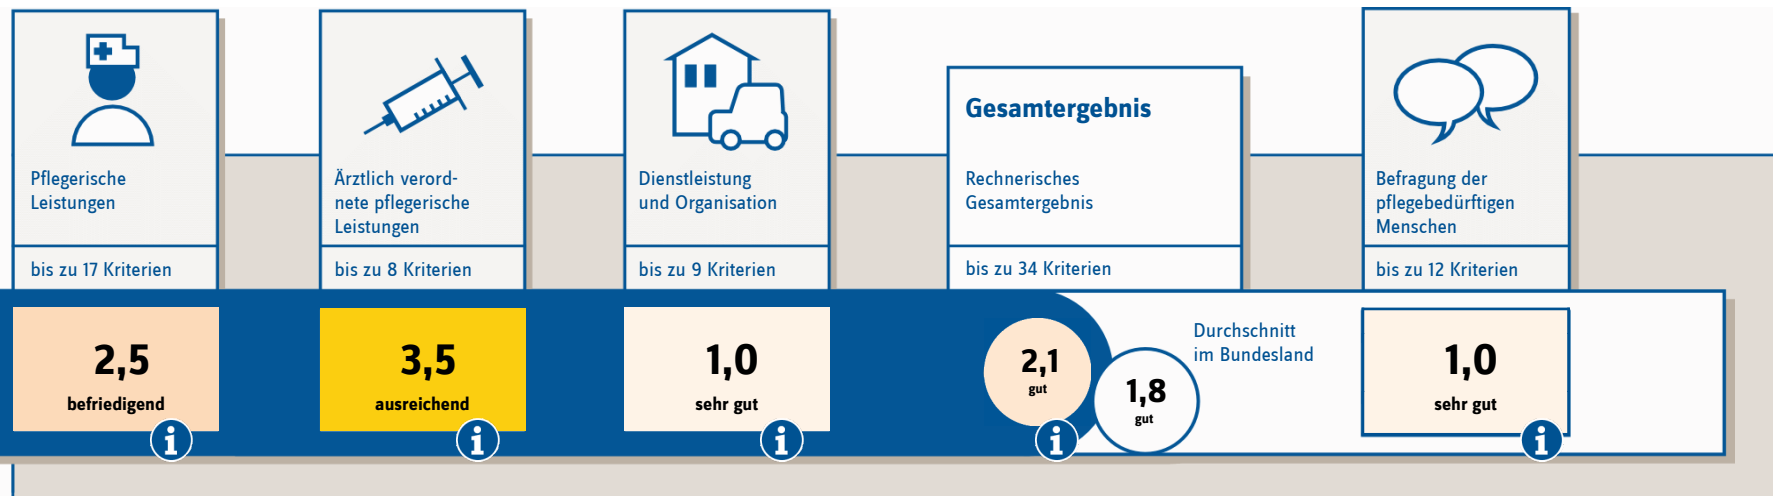 Pflegerische
Leistungen
bis zu 17 Kriterien
2,5
befriedigend
i
Ärztlich verord-
nete pflegerische
Leistungen
bis zu 8 Kriterien
3,5
ausreichend
i
Dienstleistung
und Organisation
bis zu 9 Kriterien
1,0
sehr gut
i
Gesamtergebnis
Rechnerisches
Gesamtergebnis
bis zu 34 Kriterien
2,1
gut
i
1,8
gut
Durchschnitt
im Bundesland
Befragung der
pflegebedürftigen
Menschen
bis zu 12 Kriterien
1,0
sehr gut
i